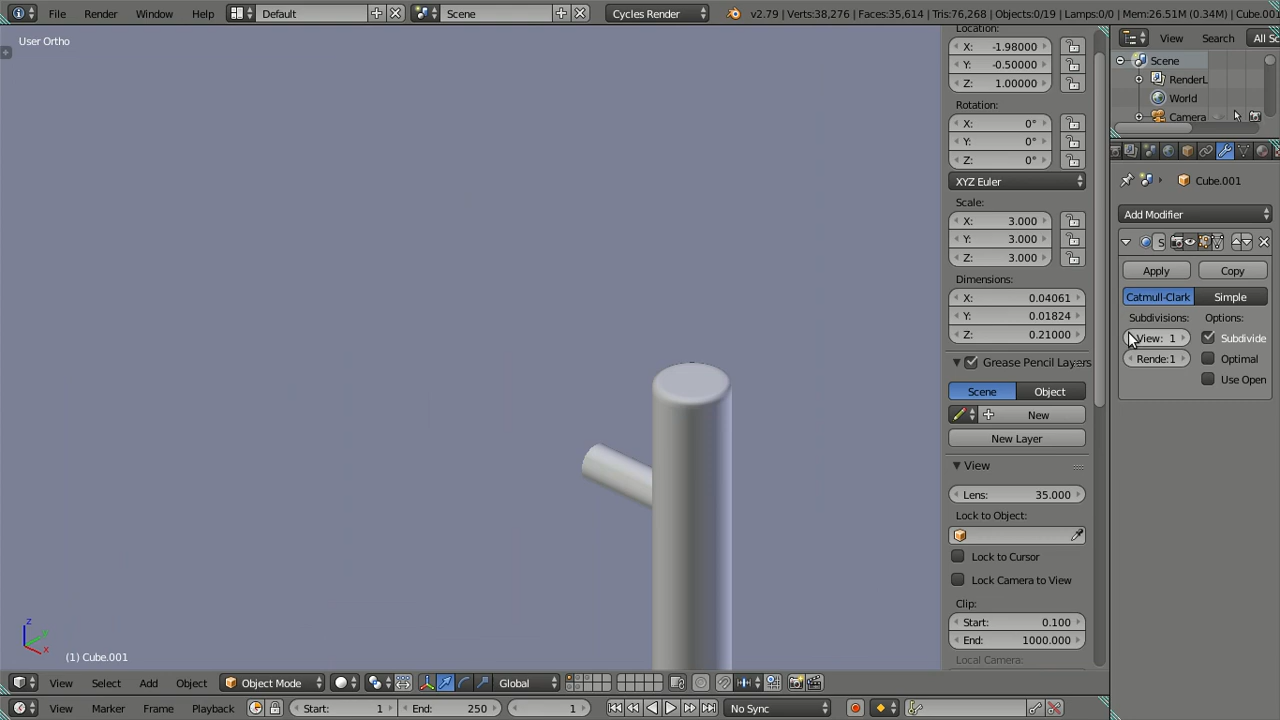 File Render Window Help Default Scene Cycles Render v2.79 | Verts:38,276 | Faces:35,614 | Tris:76,268 | Objects:0/19 | Lamps:0/0 | Mem:26.51M (0.34M) | Cube.001
User Ortho
Location:
X: -1.98000
Y: -0.50000
Z: 1.00000
Rotation:
X: 0°
Y: 0°
Z: 0°
XYZ Euler
Scale:
X: 3.000
Y: 3.000
Z: 3.000
Dimensions:
X: 0.04061
Y: 0.01824
Z: 0.21000
Grease Pencil Layers
Scene Object
New
New Layer
View
Lens: 35.000
Lock to Object:
Lock to Cursor
Lock Camera to View
Clip:
Start: 0.100
End: 1000.000
Local Camera:
View Search All Sc
Scene
RenderL
World
Camera
Cube.001
Add Modifier
S
Apply Copy
Catmull-Clark Simple
Subdivisions: Options:
View: 1 Subdivide
Rende:1 Optimal
Use Open
z
x
(1) Cube.001
View Select Add Object Object Mode Global
View Marker Frame Playback Start: 1 End: 250 1 No Sync